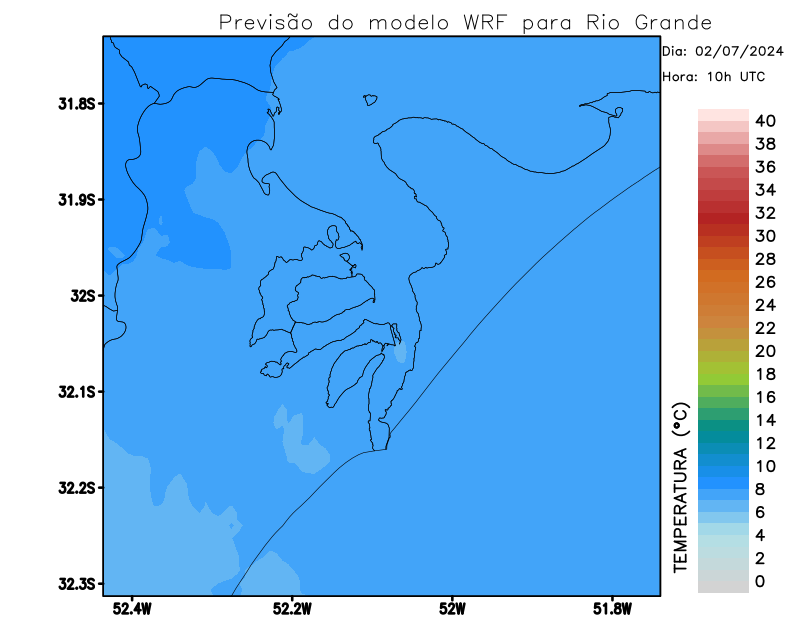 Previsão do modelo WRF para Rio Grande
Dia: 02/07/2024
Hora: 10h UTC
31.8S
31.9S
32S
32.1S
32.2S
32.3S
52.4W
52.2W
52W
51.8W
TEMPERATURA (°C)
40
38
36
34
32
30
28
26
24
22
20
18
16
14
12
10
8
6
4
2
0